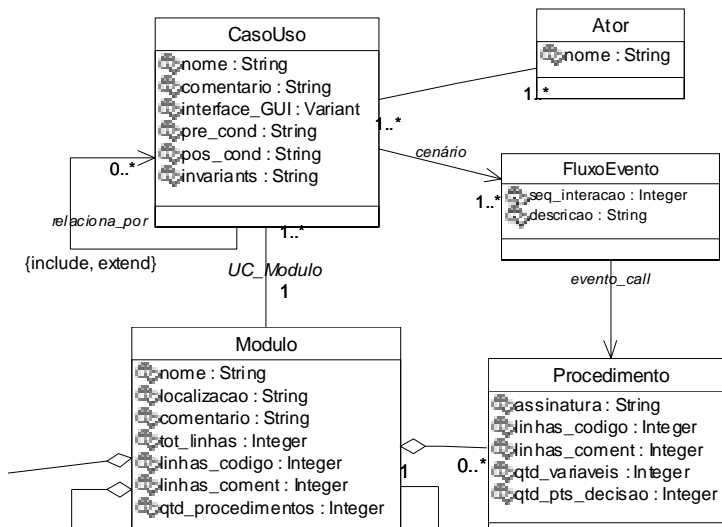 CasoUso
nome : String
comentario : String
interface_GUI : Variant
pre_cond : String
pos_cond : String
invariants : String
Ator
nome : String
1..*
1..*
cenário
FluxoEvento
seq_interacao : Integer
descricao : String
1..*
0..*
relaciona_por
{include, extend}
1..*
UC_Modulo
1
evento_call
Modulo
nome : String
localizacao : String
comentario : String
tot_linhas : Integer
linhas_codigo : Integer
linhas_coment : Integer
qtd_procedimentos : Integer
1
0..*
Procedimento
assinatura : String
linhas_codigo : Integer
linhas_coment : Integer
qtd_variaveis : Integer
qtd_pts_decisao : Integer